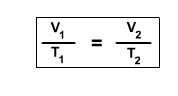 V₁ / T₁ = V₂ / T₂